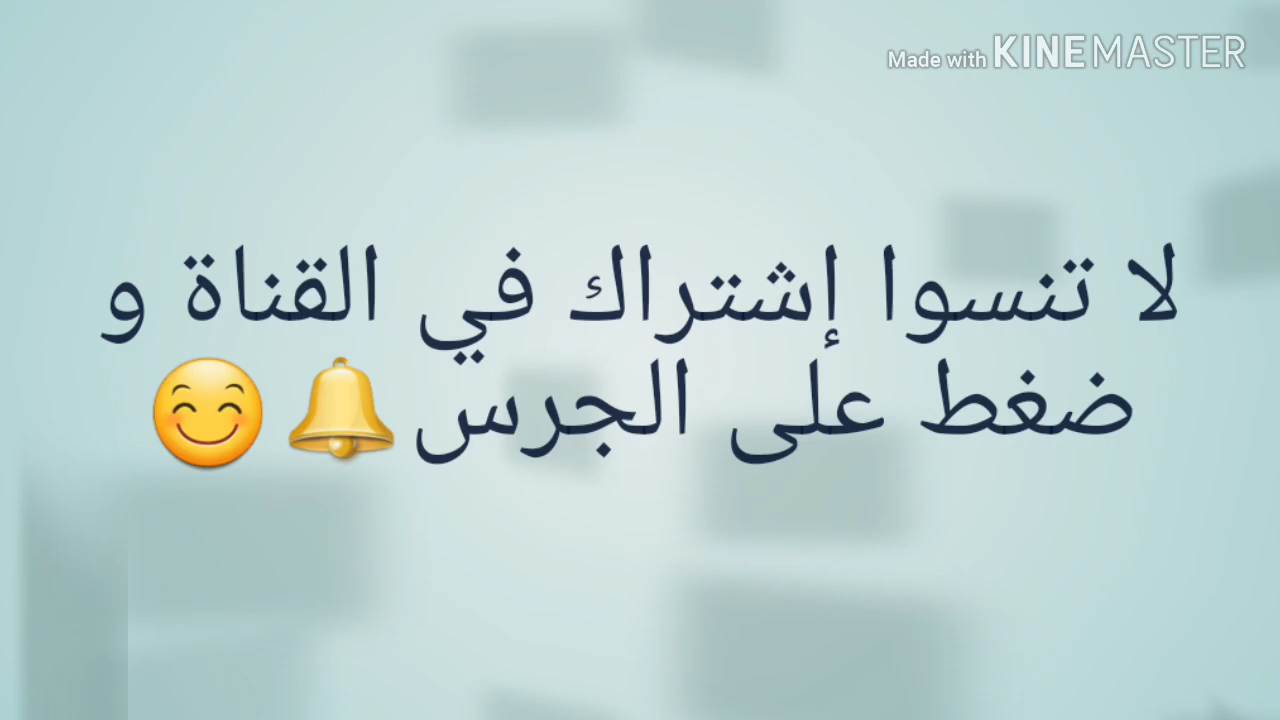 Made with KINEMASTER
لا تنسوا إشتراك في القناة و
ضغط على الجرس🔔😊